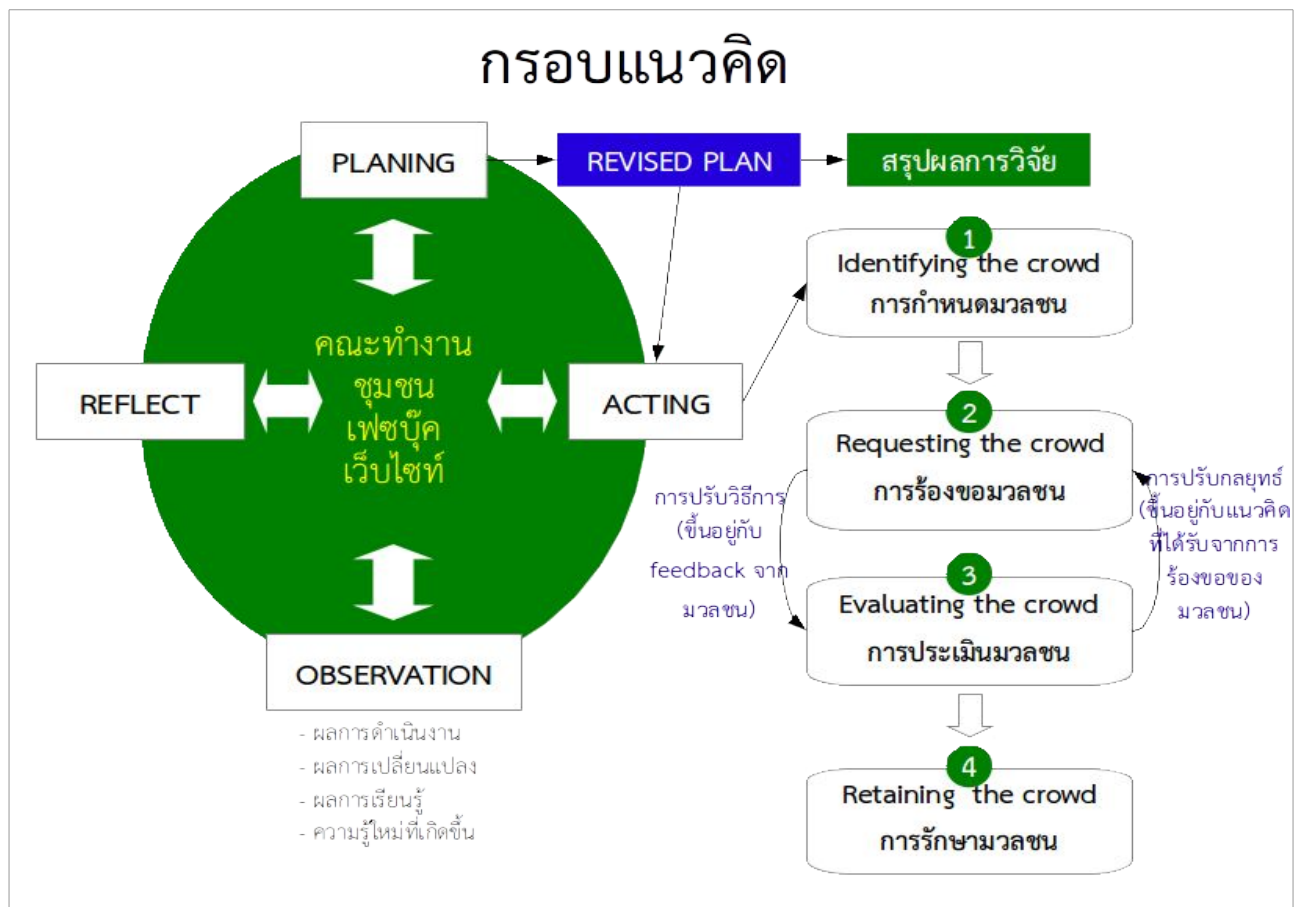 กรอบแนวคิด
PLANING
REVISED PLAN
สรุปผลการวิจัย
คณะทำงาน
ชุมชน
เฟซบุ๊ค
เว็บไซท์
REFLECT
ACTING
OBSERVATION
- ผลการดำเนินงาน
- ผลการเปลี่ยนแปลง
- ผลการเรียนรู้
- ความรู้ใหม่ที่เกิดขึ้น
1
Identifying the crowd
การกำหนดมวลชน
2
Requesting the crowd
การร้องขอมวลชน
การปรับวิธีการ
(ขึ้นอยู่กับ
feedback จาก
มวลชน)
การปรับกลยุทธ์
(ขึ้นอยู่กับแนวคิด
ที่ได้รับจากการ
ร้องขอของ
มวลชน)
3
Evaluating the crowd
การประเมินมวลชน
4
Retaining the crowd
การรักษามวลชน